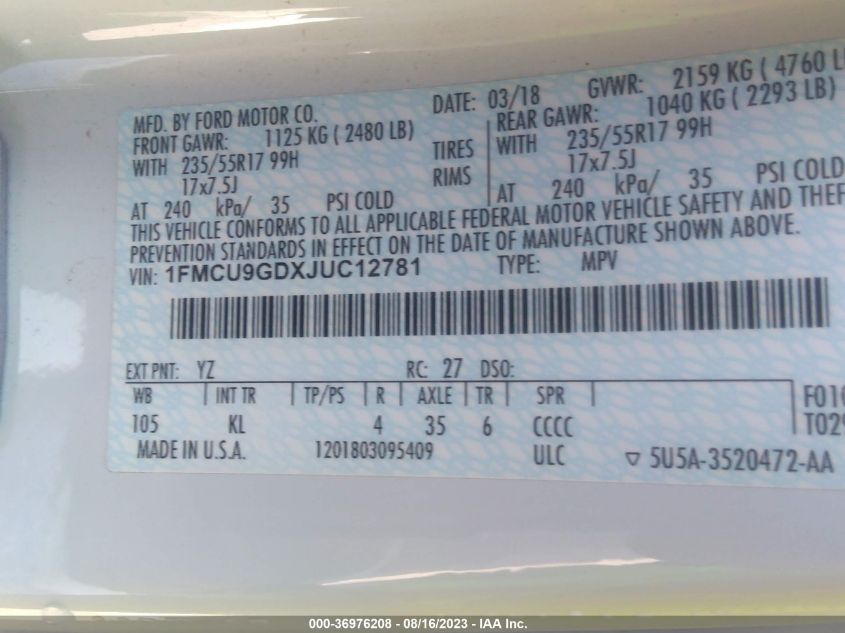 MFD. BY FORD MOTOR CO.
DATE: 03/18
GVWR: 2159 KG ( 4760 L
FRONT GAWR: 1125 KG ( 2480 LB)
REAR GAWR: 1040 KG ( 2293 LB)
WITH 235/55R17 99H TIRES WITH 235/55R17 99H
17x7.5J RIMS 17x7.5J
AT 240 kPa/ 35 PSI COLD AT 240 kPa/ 35 PSI COLD
THIS VEHICLE CONFORMS TO ALL APPLICABLE FEDERAL MOTOR VEHICLE SAFETY AND THEF
PREVENTION STANDARDS IN EFFECT ON THE DATE OF MANUFACTURE SHOWN ABOVE.
VIN: 1FMCU9GDXJUC12781 TYPE: MPV
EXT PNT: YZ RC: 27 DSO:
WB INT TR TP/PS R AXLE TR SPR F010
105 KL 4 35 6 CCCC T029
MADE IN U.S.A. 1201803095409 ULC ▽ 5U5A-3520472-AA
000-36976208 - 08/16/2023 - IAA Inc.